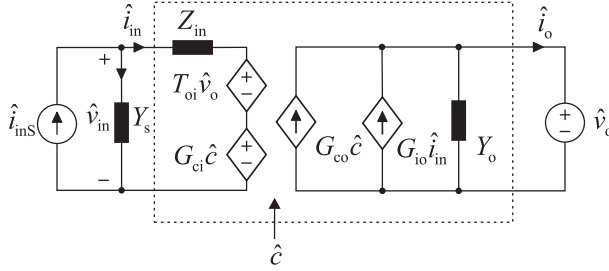 î_in Z_in î_o
+
T_oi v̂_o + −
î_inS v̂_in Y_s G_ci ĉ + − G_co ĉ G_io î_in Y_o + − v̂_o
−
ĉ